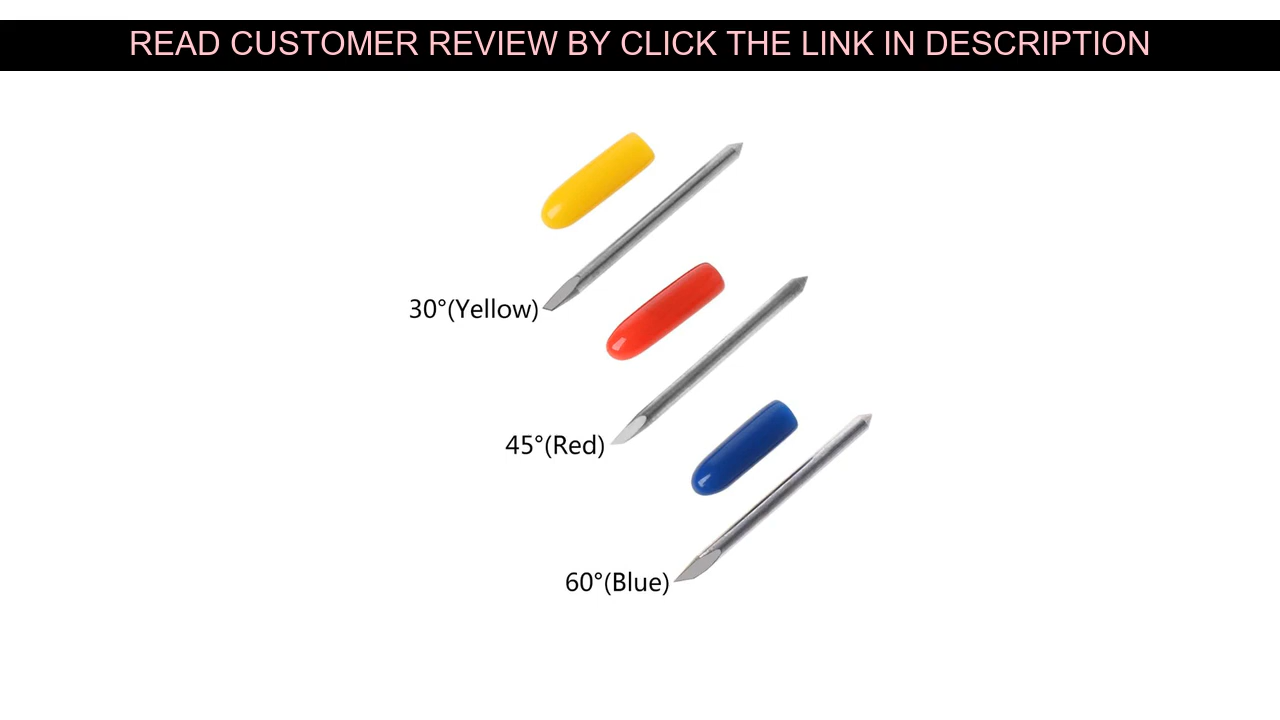 READ CUSTOMER REVIEW BY CLICK THE LINK IN DESCRIPTION
30°(Yellow)
45°(Red)
60°(Blue)